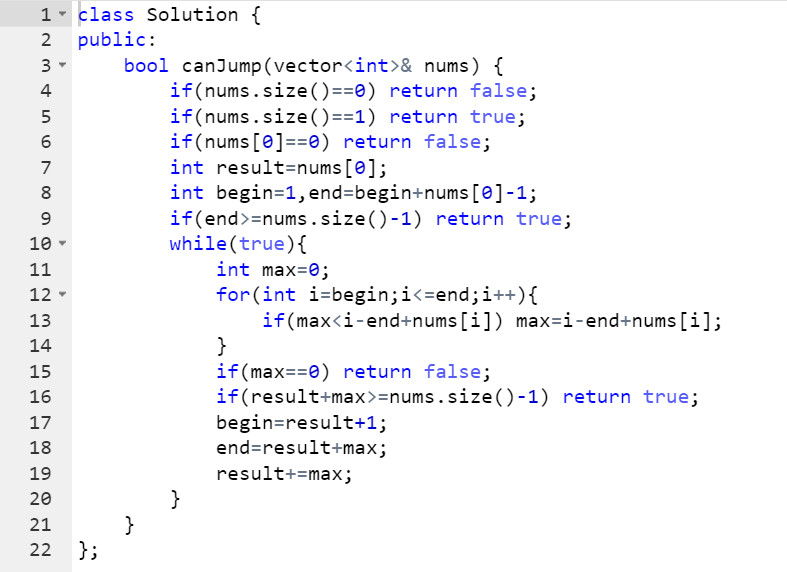 1 class Solution {
2 public:
3     bool canJump(vector<int>& nums) {
4         if(nums.size()==0) return false;
5         if(nums.size()==1) return true;
6         if(nums[0]==0) return false;
7         int result=nums[0];
8         int begin=1,end=begin+nums[0]-1;
9         if(end>=nums.size()-1) return true;
10         while(true){
11             int max=0;
12             for(int i=begin;i<=end;i++){
13                 if(max<i-end+nums[i]) max=i-end+nums[i];
14             }
15             if(max==0) return false;
16             if(result+max>=nums.size()-1) return true;
17             begin=result+1;
18             end=result+max;
19             result+=max;
20         }
21     }
22 };